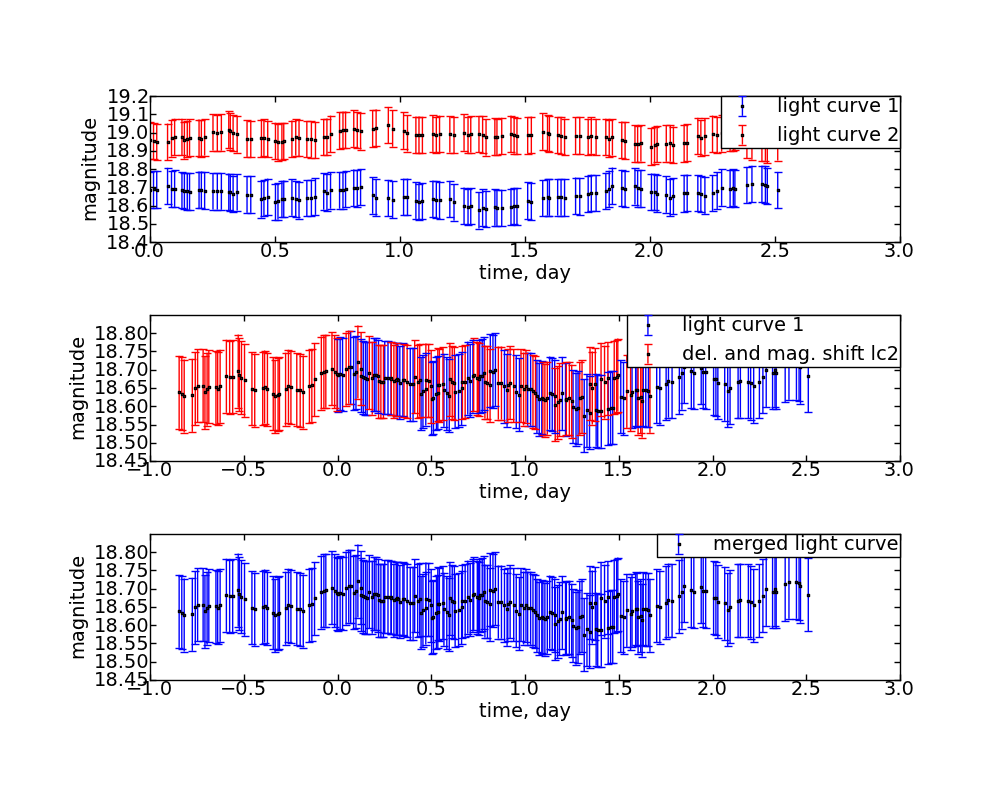 19.2
19.1
19.0
18.9
18.8
18.7
18.6
18.5
18.4
magnitude
light curve 1
light curve 2
0.0 0.5 1.0 1.5 2.0 2.5 3.0
time, day
18.80
18.75
18.70
18.65
18.60
18.55
18.50
18.45
magnitude
light curve 1
del. and mag. shift lc2
−1.0 −0.5 0.0 0.5 1.0 1.5 2.0 2.5 3.0
time, day
18.80
18.75
18.70
18.65
18.60
18.55
18.50
18.45
magnitude
merged light curve
−1.0 −0.5 0.0 0.5 1.0 1.5 2.0 2.5 3.0
time, day